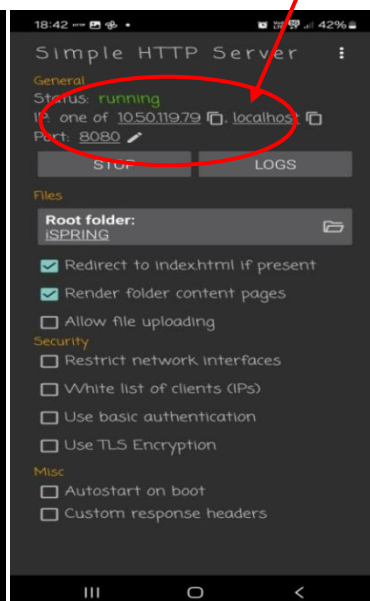 18:42 42%
Simple HTTP Server
General
Status: running
IP: one of 10.50.119.79, localhost
Port: 8080
STOP LOGS
Files
Root folder:
iSPRING
Redirect to index.html if present
Render folder content pages
Allow file uploading
Security
Restrict network interfaces
White list of clients (IPs)
Use basic authentication
Use TLS Encryption
Misc
Autostart on boot
Custom response headers